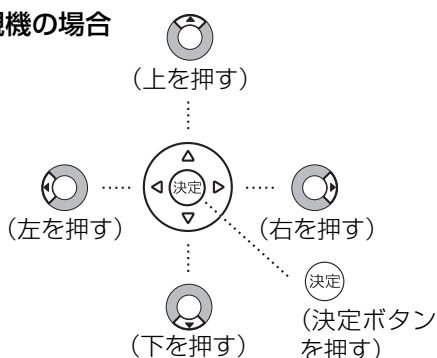 機の場合
（上を押す）
決定
（左を押す）
（右を押す）
決定
（決定ボタン
を押す）
（下を押す）